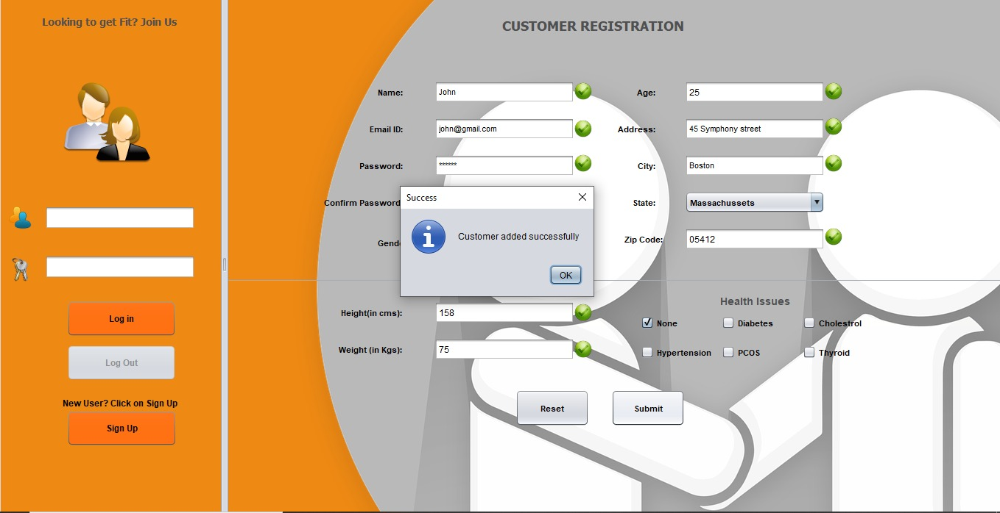 Looking to get Fit? Join Us
Log in
Log Out
New User? Click on Sign Up
Sign Up
CUSTOMER REGISTRATION
Name: John
Age: 25
Email ID: john@gmail.com
Address: 45 Symphony street
Password: ******
City: Boston
Confirm Password
State: Massachussets
Gend
Zip Code: 05412
Success
Customer added successfully
OK
Height(in cms): 158
Weight (in Kgs): 75
Health Issues
None Diabetes Cholestrol
Hypertension PCOS Thyroid
Reset Submit